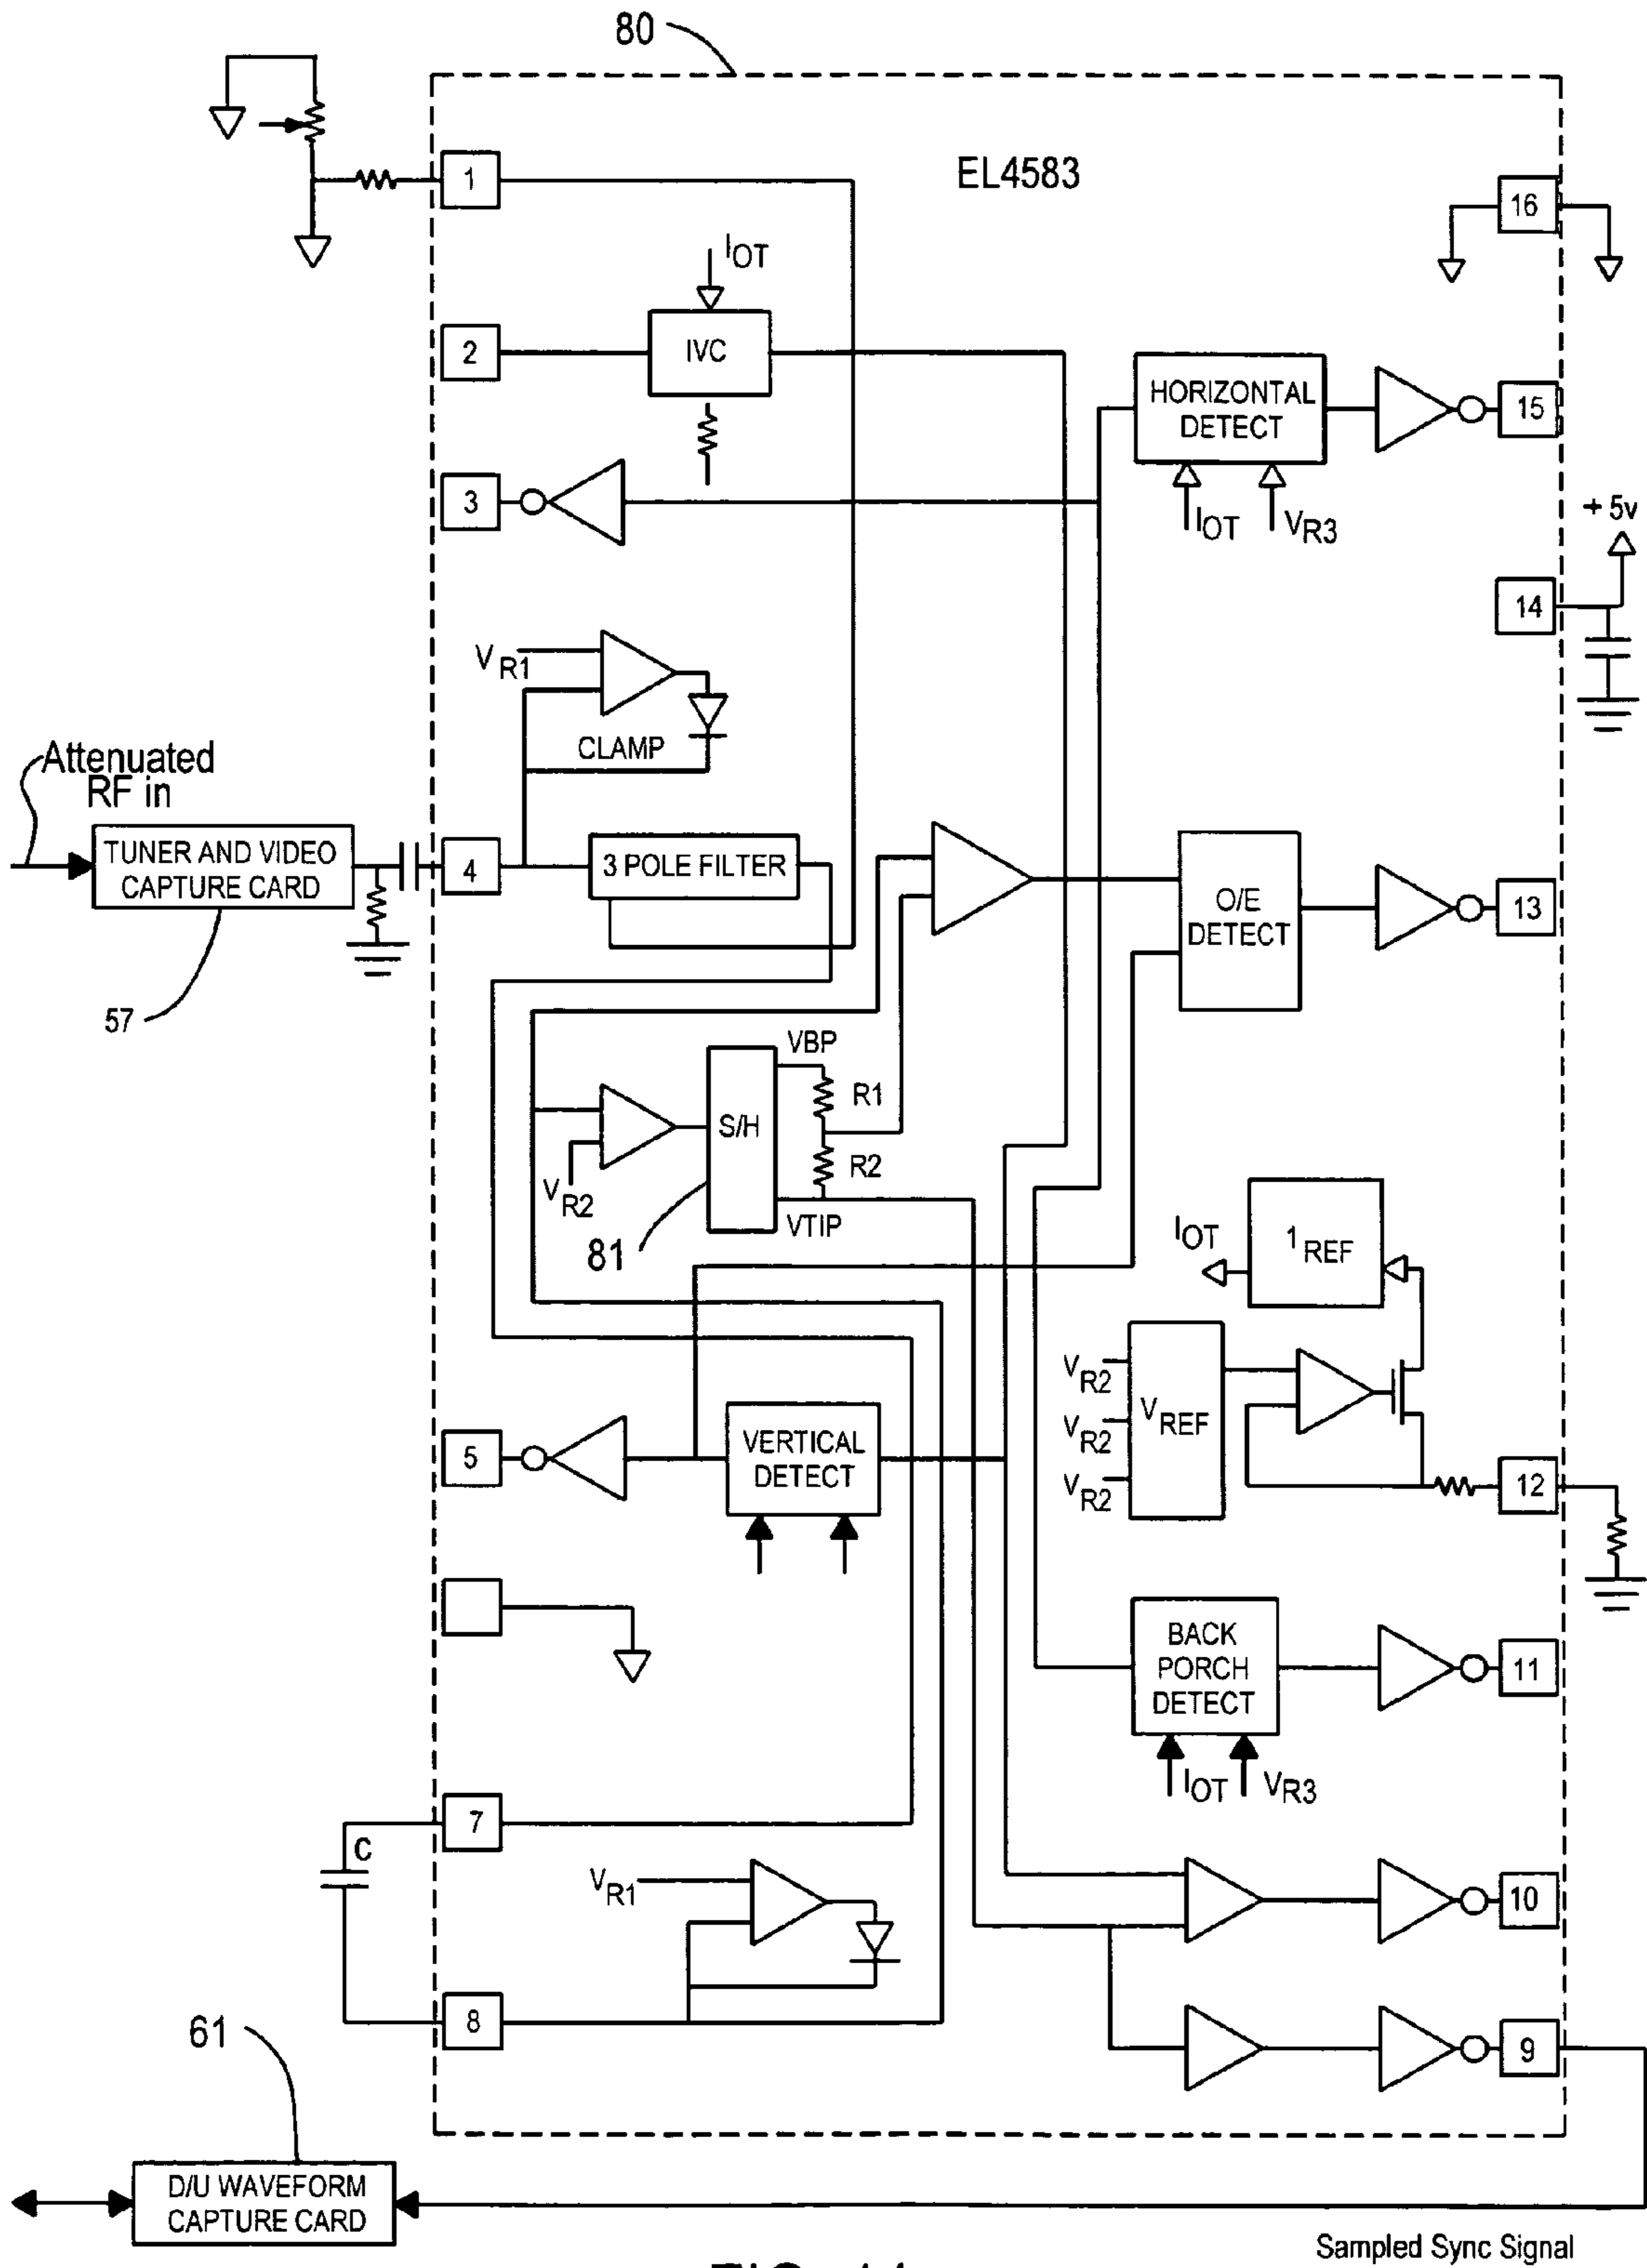 80
EL4583
1
16
IOT
2
IVC
HORIZONTAL
DETECT
15
3
IOT
VR3
+ 5v
14
VR1
CLAMP
Attenuated
RF in
TUNER AND VIDEO
CAPTURE CARD
4
3 POLE FILTER
O/E
DETECT
13
57
VBP
R1
S/H
R2
VR2
VTIP
81
IOT
1REF
VR2
VR2
VR2
VREF
5
VERTICAL
DETECT
12
BACK
PORCH
DETECT
11
IOT
VR3
7
C
VR1
10
8
9
61
D/U WAVEFORM
CAPTURE CARD
Sampled Sync Signal